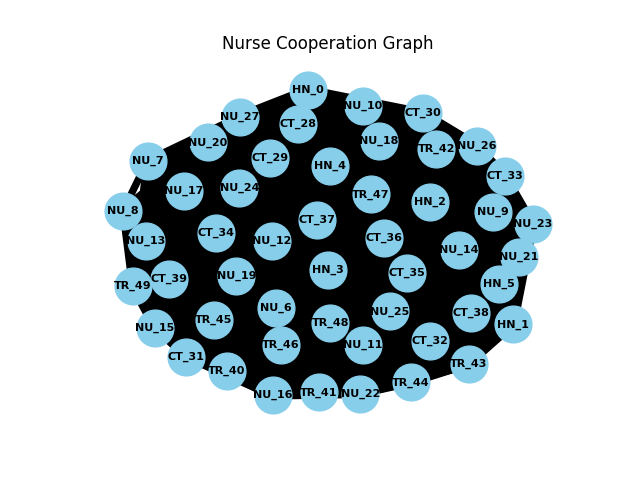 Nurse Cooperation Graph
HN_0
NU_10
CT_30
NU_27
CT_28
NU_20
NU_18
TR_42
NU_26
NU_7
CT_29
HN_4
CT_33
NU_17
NU_24
TR_47
HN_2
NU_8
NU_9
CT_37
NU_23
CT_34
NU_13
NU_12
CT_36
NU_14
NU_21
HN_3
CT_35
NU_19
CT_39
TR_49
HN_5
NU_6
NU_25
CT_38
TR_45
TR_48
HN_1
NU_15
CT_32
TR_46
NU_11
CT_31
TR_43
TR_40
TR_44
TR_41
NU_22
NU_16